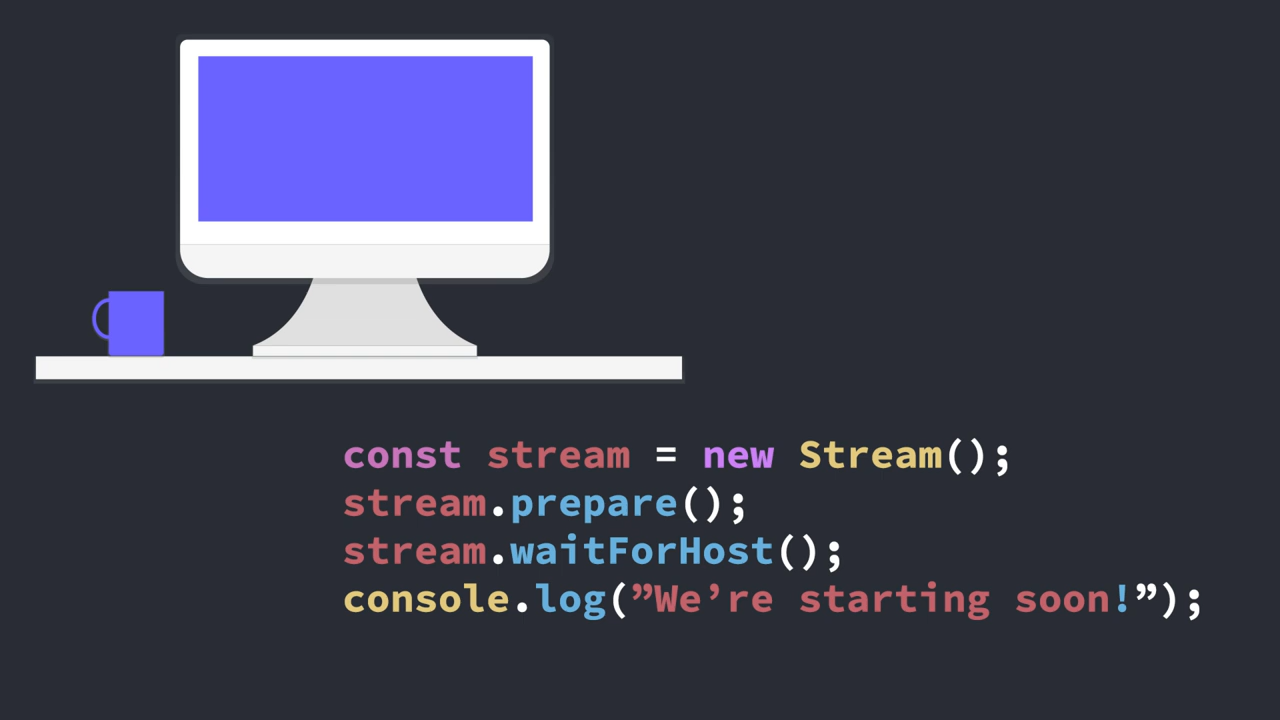 const stream = new Stream();
stream.prepare();
stream.waitForHost();
console.log(”We’re starting soon!”);